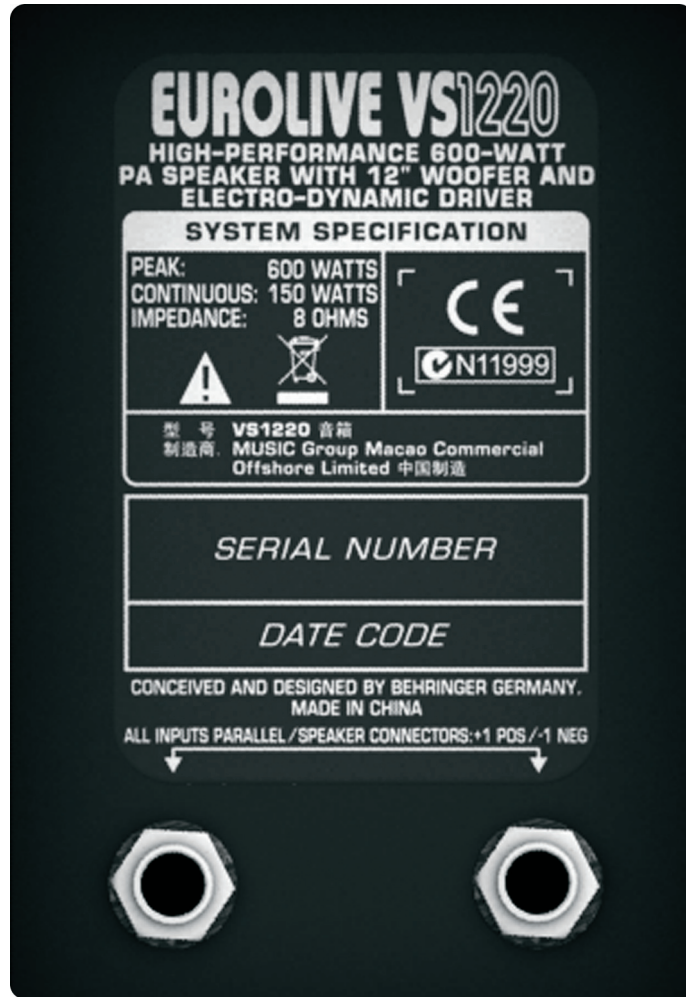 EUROLIVE VS1220
HIGH-PERFORMANCE 600-WATT
PA SPEAKER WITH 12" WOOFER AND
ELECTRO-DYNAMIC DRIVER
SYSTEM SPECIFICATION
PEAK: 600 WATTS
CONTINUOUS: 150 WATTS
IMPEDANCE: 8 OHMS
CE
N11999
型 号 VS1220 音箱
制造商. MUSIC Group Macao Commercial
Offshore Limited 中国制造
SERIAL NUMBER
DATE CODE
CONCEIVED AND DESIGNED BY BEHRINGER GERMANY.
MADE IN CHINA
ALL INPUTS PARALLEL/SPEAKER CONNECTORS:+1 POS/-1 NEG